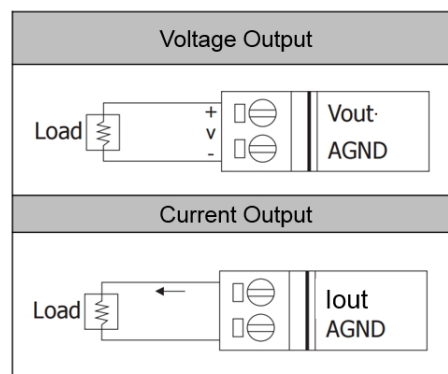 Voltage Output
+
Load
v
Vout·
-
AGND
Current Output
Load
Iout
AGND